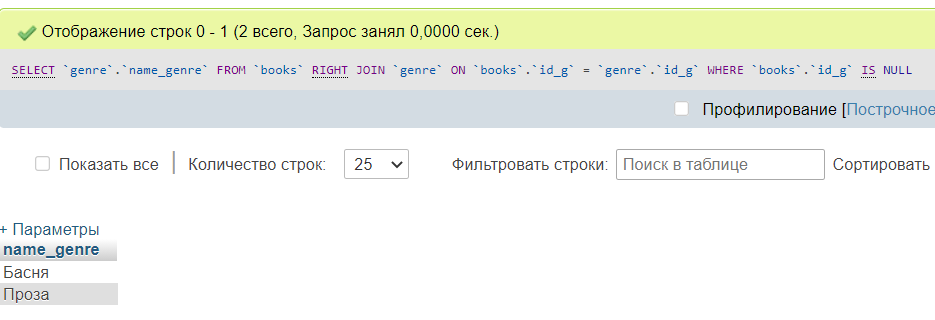 Отображение строк 0 - 1 (2 всего, Запрос занял 0,0000 сек.)
SELECT `genre`.`name_genre` FROM `books` RIGHT JOIN `genre` ON `books`.`id_g` = `genre`.`id_g` WHERE `books`.`id_g` IS NULL
Профилирование [Построчное
Показать все | Количество строк: 25 Фильтровать строки: Поиск в таблице Сортировать
+ Параметры
name_genre
Басня
Проза